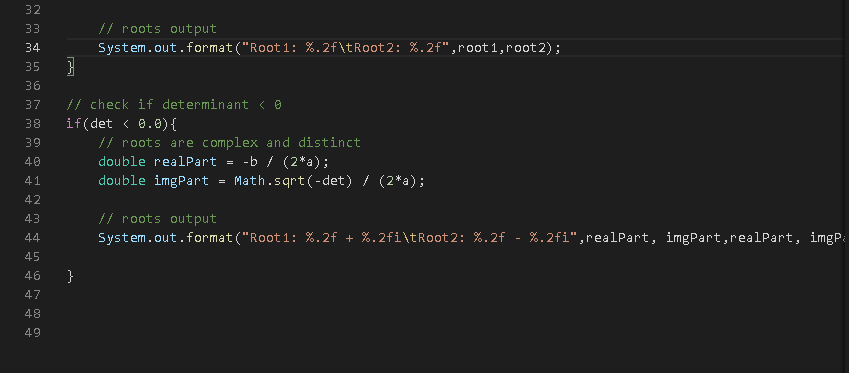 32
33 // roots output
34 System.out.format("Root1: %.2f\tRoot2: %.2f",root1,root2);
35 }
36
37 // check if determinant < 0
38 if(det < 0.0){
39 // roots are complex and distinct
40 double realPart = -b / (2*a);
41 double imgPart = Math.sqrt(-det) / (2*a);
42
43 // roots output
44 System.out.format("Root1: %.2f + %.2fi\tRoot2: %.2f - %.2fi",realPart, imgPart,realPart, imgP
45
46 }
47
48
49